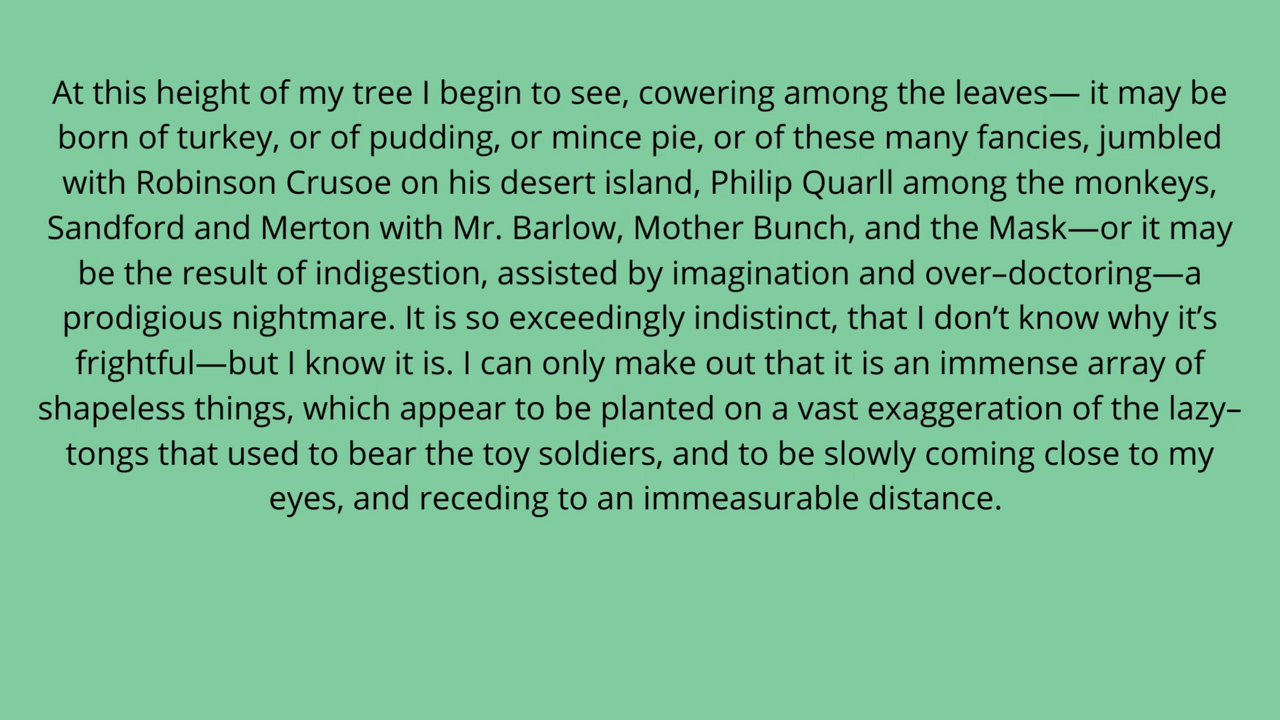 At this height of my tree I begin to see, cowering among the leaves— it may be
born of turkey, or of pudding, or mince pie, or of these many fancies, jumbled
with Robinson Crusoe on his desert island, Philip Quarll among the monkeys,
Sandford and Merton with Mr. Barlow, Mother Bunch, and the Mask—or it may
be the result of indigestion, assisted by imagination and over–doctoring—a
prodigious nightmare. It is so exceedingly indistinct, that I don’t know why it’s
frightful—but I know it is. I can only make out that it is an immense array of
shapeless things, which appear to be planted on a vast exaggeration of the lazy–
tongs that used to bear the toy soldiers, and to be slowly coming close to my
eyes, and receding to an immeasurable distance.